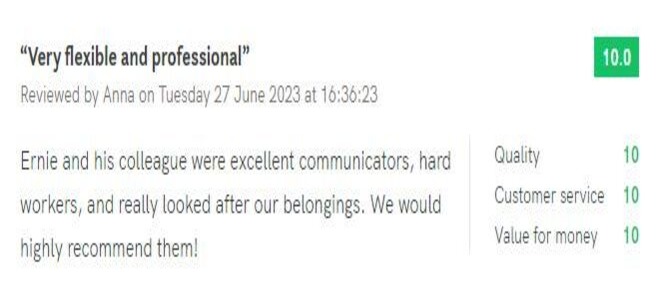 “Very flexible and professional”
10.0
Reviewed by Anna on Tuesday 27 June 2023 at 16:36:23
Ernie and his colleague were excellent communicators, hard
workers, and really looked after our belongings. We would
highly recommend them!
Quality 10
Customer service 10
Value for money 10